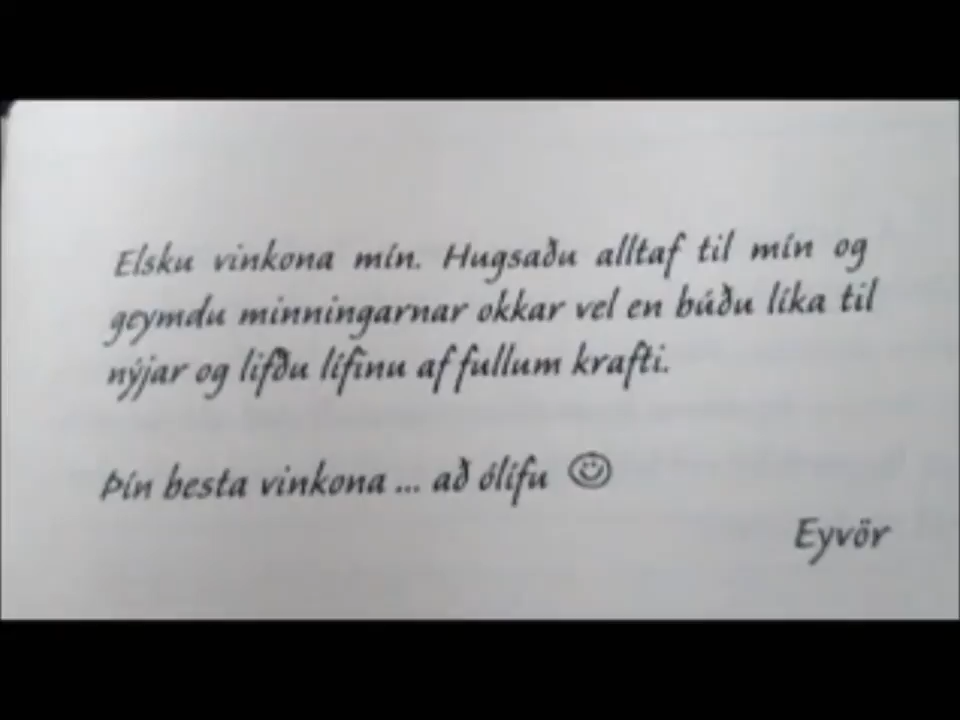 Elsku vinkona mín. Hugsaðu alltaf til mín og
geymdu minningarnar okkar vel en búðu líka til
nýjar og lifðu lífinu af fullum krafti.
Þín besta vinkona ... að ólífu ☺
Eyvör